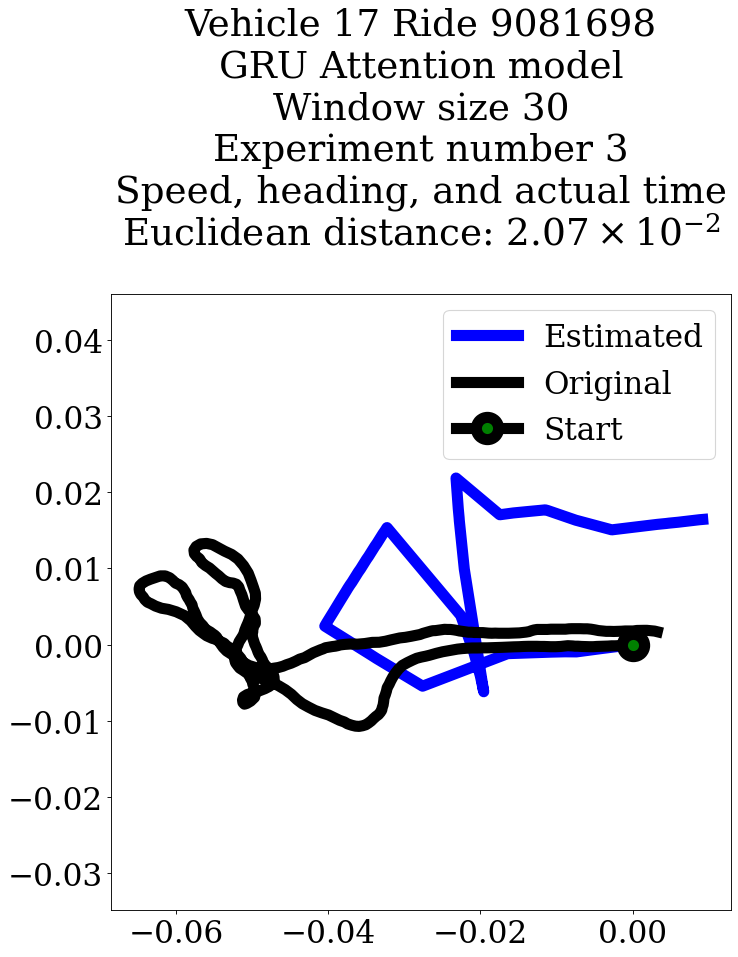 Vehicle 17 Ride 9081698
GRU Attention model
Window size 30
Experiment number 3
Speed, heading, and actual time
Euclidean distance: 2.07 × 10⁻²
Estimated
Original
Start
0.04
0.03
0.02
0.01
0.00
−0.01
−0.02
−0.03
−0.06
−0.04
−0.02
0.00